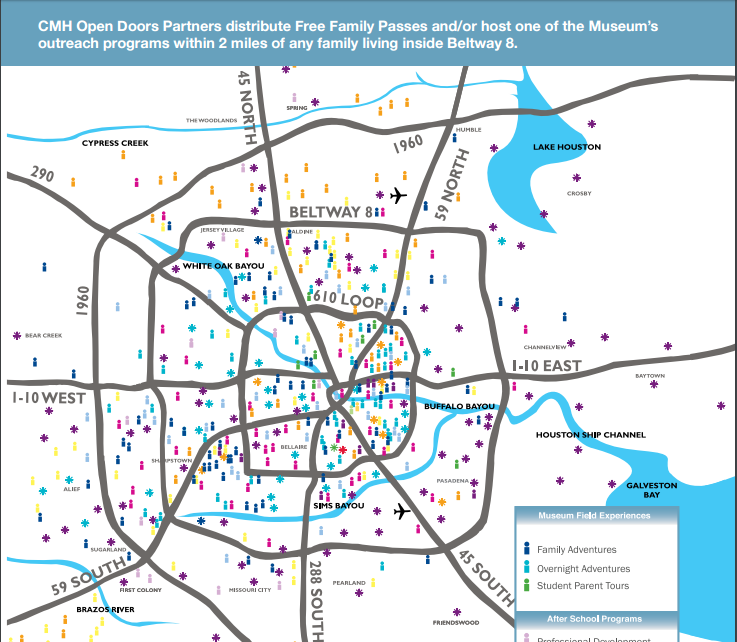 CMH Open Doors Partners distribute Free Family Passes and/or host one of the Museum's
outreach programs within 2 miles of any family living inside Beltway 8.
45 NORTH
SPRING
THE WOODLANDS
HUMBLE
CYPRESS CREEK
1960
LAKE HOUSTON
290
59 NORTH
CROSBY
BELTWAY 8
JERSEYVILLAGE
ALDINE
WHITE OAK BAYOU
1960
610 LOOP
1960
BEAR CREEK
CHANNELVIEW
I-10 EAST
BAYTOWN
I-10 WEST
BUFFALO BAYOU
HOUSTON SHIP CHANNEL
BELLAIRE
SHARPSTOWN
PASADENA
ALIEF
GALVESTON
BAY
SIMS BAYOU
Museum Field Experiences
Family Adventures
Overnight Adventures
Student Parent Tours
SUGARLAND
59 SOUTH
45 SOUTH
288 SOUTH
FIRST COLONY
MISSOURI CITY
PEARLAND
BRAZOS RIVER
FRIENDSWOOD
After School Programs
Professional Development